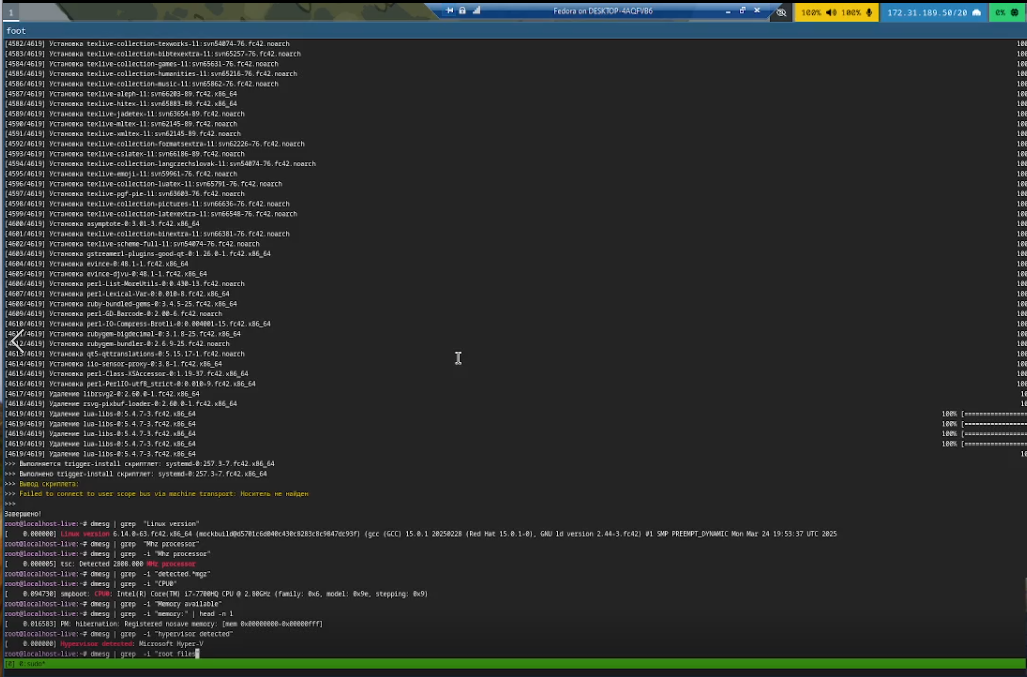 1
Fedora on DESKTOP-4AQFVB6
100% 100%
172.31.189.50/20
0%
foot
[4582/4619] Установка texlive-collection-texworks-11:svn54074-76.fc42.noarch
[4583/4619] Установка texlive-collection-bibtexextra-11:svn65257-76.fc42.noarch
[4584/4619] Установка texlive-collection-games-11:svn65631-76.fc42.noarch
[4585/4619] Установка texlive-collection-humanities-11:svn65216-76.fc42.noarch
[4586/4619] Установка texlive-collection-music-11:svn65862-76.fc42.noarch
[4587/4619] Установка texlive-aleph-11:svn66203-89.fc42.x86_64
[4588/4619] Установка texlive-hitex-11:svn65883-89.fc42.x86_64
[4589/4619] Установка texlive-jadetex-11:svn63654-89.fc42.noarch
[4590/4619] Установка texlive-mltex-11:svn62145-89.fc42.noarch
[4591/4619] Установка texlive-xmltex-11:svn62145-89.fc42.noarch
[4592/4619] Установка texlive-collection-formatsextra-11:svn62226-76.fc42.noarch
[4593/4619] Установка texlive-cslatex-11:svn66186-89.fc42.noarch
[4594/4619] Установка texlive-collection-langczechslovak-11:svn54074-76.fc42.noarch
[4595/4619] Установка texlive-emoji-11:svn59961-76.fc42.noarch
[4596/4619] Установка texlive-collection-luatex-11:svn65791-76.fc42.noarch
[4597/4619] Установка texlive-pgf-pie-11:svn63603-76.fc42.noarch
[4598/4619] Установка texlive-collection-pictures-11:svn66636-76.fc42.noarch
[4599/4619] Установка texlive-collection-latexextra-11:svn66548-76.fc42.noarch
[4600/4619] Установка asymptote-0:3.01-3.fc42.x86_64
[4601/4619] Установка texlive-collection-binextra-11:svn66381-76.fc42.noarch
[4602/4619] Установка texlive-scheme-full-11:svn54074-76.fc42.noarch
[4603/4619] Установка gstreamer1-plugins-good-qt-0:1.26.0-1.fc42.x86_64
[4604/4619] Установка evince-0:48.1-1.fc42.x86_64
[4605/4619] Установка evince-djvu-0:48.1-1.fc42.x86_64
[4606/4619] Установка perl-List-MoreUtils-0:0.430-13.fc42.noarch
[4607/4619] Установка perl-Lexical-Var-0:0.010-8.fc42.x86_64
[4608/4619] Установка ruby-bundled-gems-0:3.4.5-25.fc42.x86_64
[4609/4619] Установка perl-GD-Barcode-0:2.00-6.fc42.noarch
[4610/4619] Установка perl-IO-Compress-Brotli-0:0.004001-15.fc42.x86_64
[4611/4619] Установка rubygem-bigdecimal-0:3.1.8-25.fc42.x86_64
[4612/4619] Установка rubygem-bundler-0:2.6.9-25.fc42.noarch
[4613/4619] Установка qt5-qttranslations-0:5.15.17-1.fc42.noarch
[4614/4619] Установка iio-sensor-proxy-0:3.8-1.fc42.x86_64
[4615/4619] Установка perl-Class-XSAccessor-0:1.19-37.fc42.x86_64
[4616/4619] Установка perl-PerlIO-utf8_strict-0:0.010-9.fc42.x86_64
[4617/4619] Удаление librsvg2-0:2.60.0-1.fc42.x86_64
[4618/4619] Удаление rsvg-pixbuf-loader-0:2.60.0-1.fc42.x86_64
[4619/4619] Удаление lua-libs-0:5.4.7-3.fc42.x86_64 100% [==================
[4619/4619] Удаление lua-libs-0:5.4.7-3.fc42.x86_64 100% [==================
[4619/4619] Удаление lua-libs-0:5.4.7-3.fc42.x86_64 100% [==================
[4619/4619] Удаление lua-libs-0:5.4.7-3.fc42.x86_64 100% [==================
[4619/4619] Удаление lua-libs-0:5.4.7-3.fc42.x86_64
>>> Выполняется trigger-install скриптлет: systemd-0:257.3-7.fc42.x86_64
>>> Выполнено trigger-install скриптлет: systemd-0:257.3-7.fc42.x86_64
>>> Вывод скриплета:
>>> Failed to connect to user scope bus via machine transport: Носитель не найден
>>>
Завершено!
root@localhost-live:~# dmesg | grep "Linux version"
[ 0.000000] Linux version 6.14.0-63.fc42.x86_64 (mockbuild@d5701c6d040c430c8283c8c9847dc93f) (gcc (GCC) 15.0.1 20250228 (Red Hat 15.0.1-0), GNU ld version 2.44-3.fc42) #1 SMP PREEMPT_DYNAMIC Mon Mar 24 19:53:37 UTC 2025
root@localhost-live:~# dmesg | grep "Mhz processor"
root@localhost-live:~# dmesg | grep -i "Mhz processor"
[ 0.000005] tsc: Detected 2808.000 MHz processor
root@localhost-live:~# dmesg | grep -i "detected.*mgz"
root@localhost-live:~# dmesg | grep -i "CPU0"
[ 0.094730] smpboot: CPU0: Intel(R) Core(TM) i7-7700HQ CPU @ 2.80GHz (family: 0x6, model: 0x9e, stepping: 0x9)
root@localhost-live:~# dmesg | grep -i "Memory available"
root@localhost-live:~# dmesg | grep -i "memory:" | head -n 1
[ 0.016583] PM: hibernation: Registered nosave memory: [mem 0x00000000-0x00000fff]
root@localhost-live:~# dmesg | grep -i "hypervisor detected"
[ 0.000000] Hypervisor detected: Microsoft Hyper-V
root@localhost-live:~# dmesg | grep -i "root files"
[0] 0:sudo*